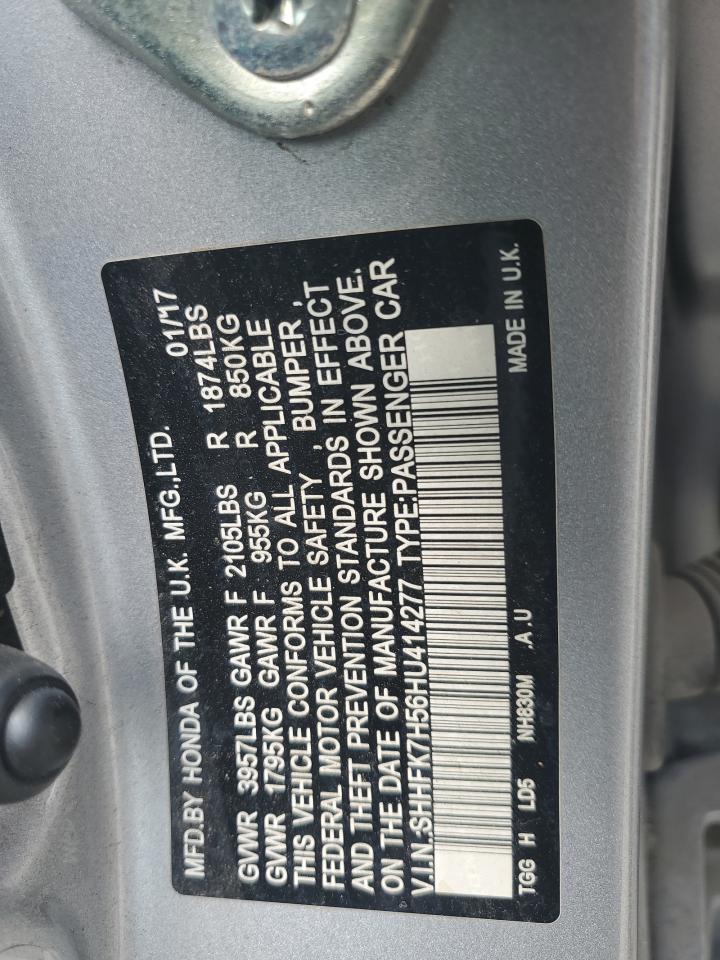 MFD.BY HONDA OF THE U.K. MFG.,LTD. 01/17
GVWR 3957LBS GAWR F 2105LBS R 1874LBS
GVWR 1795KG GAWR F 955KG R 850KG
THIS VEHICLE CONFORMS TO ALL APPLICABLE
FEDERAL MOTOR VEHICLE SAFETY , BUMPER ,
AND THEFT PREVENTION STANDARDS IN EFFECT
ON THE DATE OF MANUFACTURE SHOWN ABOVE.
V.I.N.:SHHFK7H56HU414277 TYPE:PASSENGER CAR
TGG H LD5 NH830M .A .U MADE IN U.K.